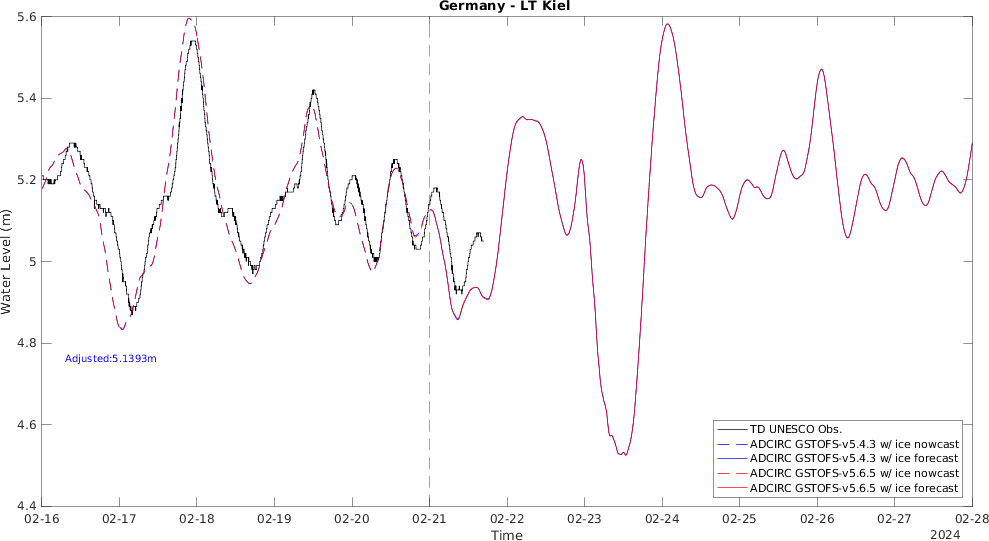 Germany - LT Kiel
Water Level (m)
5.6
5.4
5.2
5
4.8
4.6
4.4
Adjusted:5.1393m
TD UNESCO Obs.
ADCIRC GSTOFS-v5.4.3 w/ ice nowcast
ADCIRC GSTOFS-v5.4.3 w/ ice forecast
ADCIRC GSTOFS-v5.6.5 w/ ice nowcast
ADCIRC GSTOFS-v5.6.5 w/ ice forecast
02-16 02-17 02-18 02-19 02-20 02-21 02-22 02-23 02-24 02-25 02-26 02-27 02-28
Time
2024